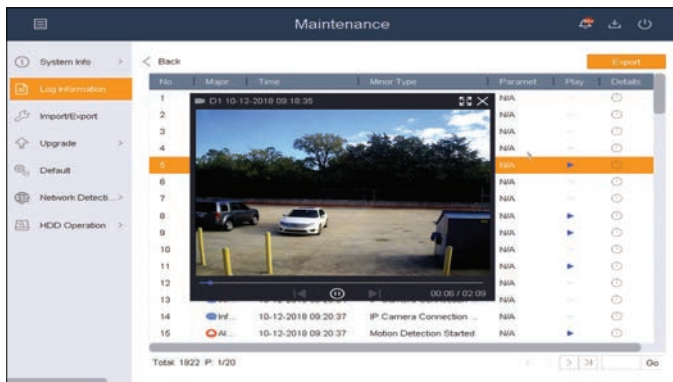 Maintenance
System Info >
< Back
Export
No. Major Time Minor Type Paramet... Play Details
Log Information
1 D1 10-12-2018 09:18:35 N/A — 
Import/Export
2 N/A —
3 N/A —
Upgrade >
4 N/A —
5 N/A
Default
6 N/A —
Network Detecti... >
7 N/A —
8 N/A
HDD Operation >
9 N/A
10 N/A —
11 N/A
12 N/A —
00:06 / 02:09
13 N/A —
14 Inf... 10-12-2018 09:20:37 IP Camera Connection ... N/A —
15 Al... 10-12-2018 09:20:37 Motion Detection Started N/A
Total: 1922 P: 1/20
> >| Go